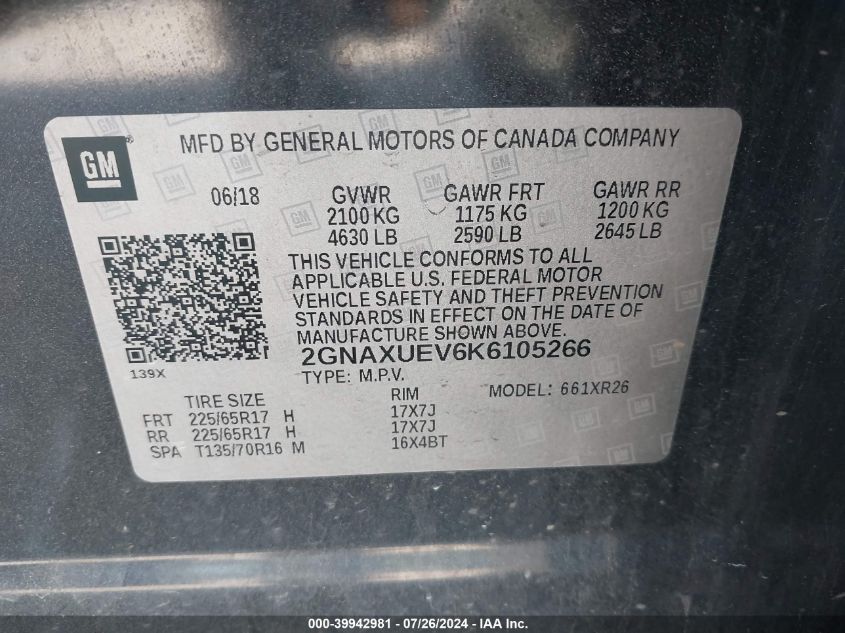 GM
MFD BY GENERAL MOTORS OF CANADA COMPANY
06/18 GVWR GAWR FRT GAWR RR
2100 KG 1175 KG 1200 KG
4630 LB 2590 LB 2645 LB
THIS VEHICLE CONFORMS TO ALL
APPLICABLE U.S. FEDERAL MOTOR
VEHICLE SAFETY AND THEFT PREVENTION
STANDARDS IN EFFECT ON THE DATE OF
MANUFACTURE SHOWN ABOVE.
2GNAXUEV6K6105266
139X
TYPE: M.P.V.
TIRE SIZE RIM MODEL: 661XR26
FRT 225/65R17 H 17X7J
RR 225/65R17 H 17X7J
SPA T135/70R16 M 16X4BT
000-39942981 - 07/26/2024 - IAA Inc.